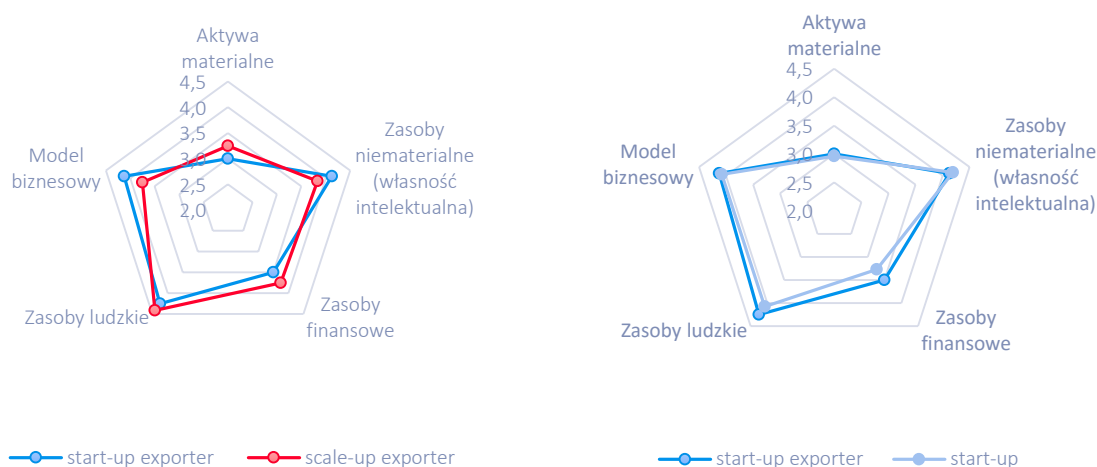 Aktywa
materialne
4,5
4,0
3,5
3,0
2,5
2,0
Zasoby
niematerialne
(własność
intelektualna)
Zasoby
finansowe
Zasoby ludzkie
Model
biznesowy
start-up exporter
scale-up exporter
Aktywa
materialne
4,5
4,0
3,5
3,0
2,5
2,0
Zasoby
niematerialne
(własność
intelektualna)
Zasoby
finansowe
Zasoby ludzkie
Model
biznesowy
start-up exporter
start-up